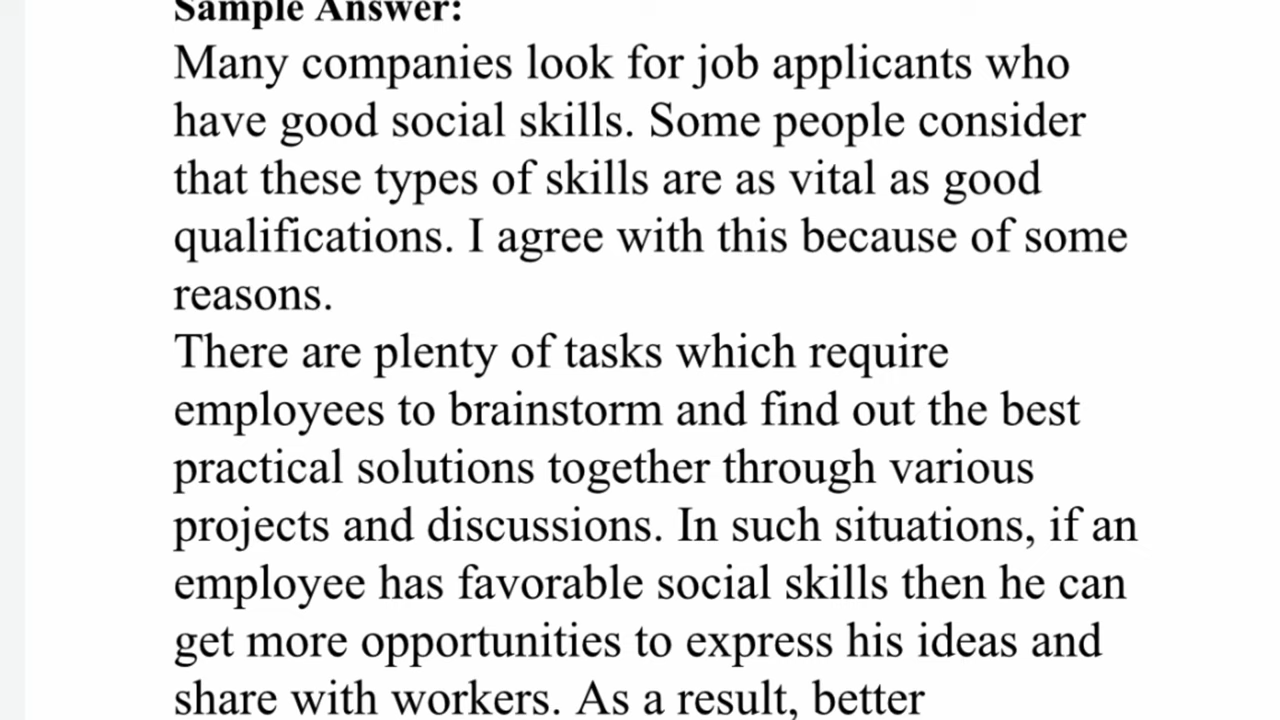 Sample Answer:
Many companies look for job applicants who
have good social skills. Some people consider
that these types of skills are as vital as good
qualifications. I agree with this because of some
reasons.
There are plenty of tasks which require
employees to brainstorm and find out the best
practical solutions together through various
projects and discussions. In such situations, if an
employee has favorable social skills then he can
get more opportunities to express his ideas and
share with workers. As a result, better